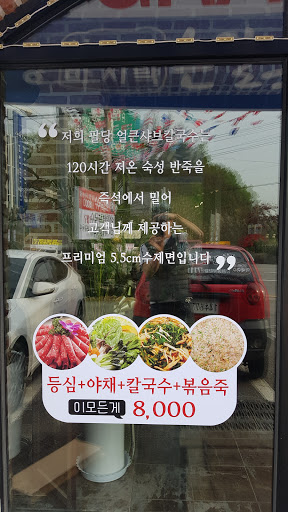 “ 저희 팔당 얼큰샤브칼국수는
120시간 저온 숙성 반죽을
즉석에서 밀어
고객님께 제공하는
프리미엄 5.5cm수제면입니다 ”
등심+야채+칼국수+볶음죽
이모든게 8,000